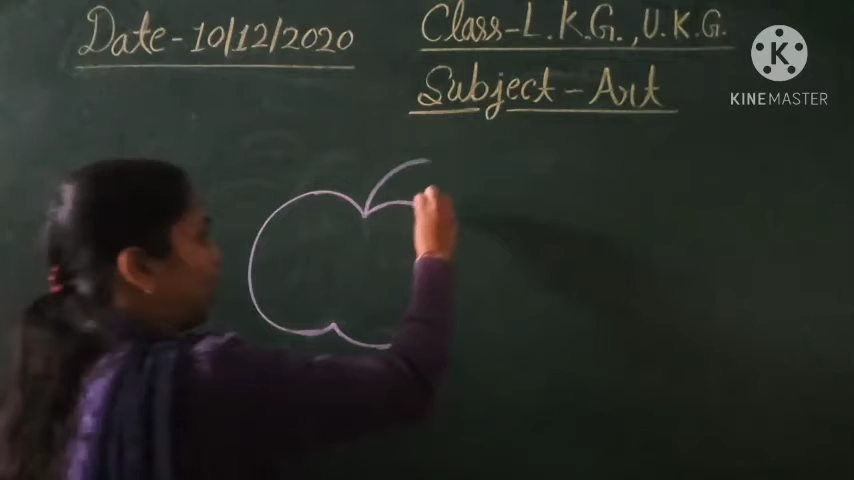 Date-10/12/2020
Class-L.K.G.,U.K.G.
Subject-Art
K
KINEMASTER